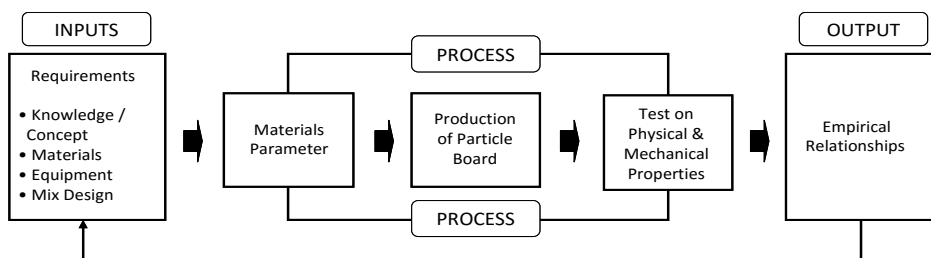 INPUTS
PROCESS
OUTPUT
Requirements
• Knowledge /
Concept
• Materials
• Equipment
• Mix Design
Materials
Parameter
Production
of Particle
Board
Test on
Physical &
Mechanical
Properties
Empirical
Relationships
PROCESS